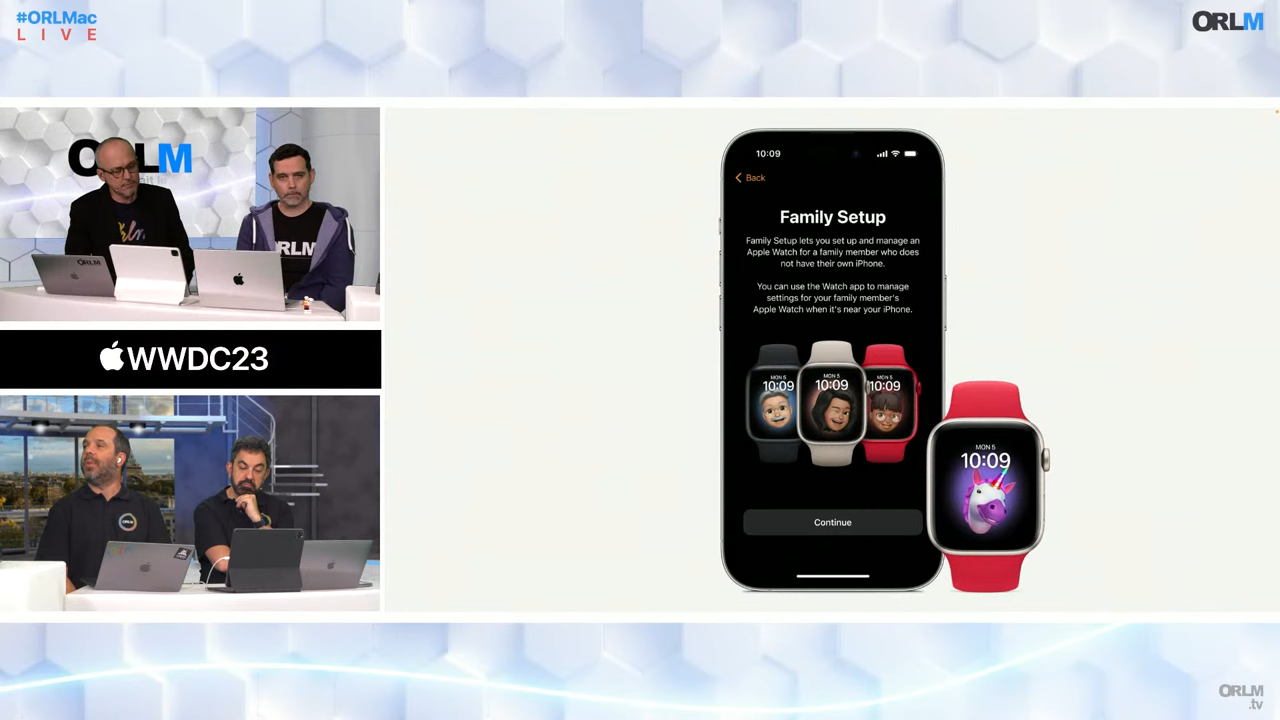 #ORLMac
LIVE
ORLM
ORLM
ORLM
WWDC23
10:09
Back
Family Setup
Family Setup lets you set up and manage an
Apple Watch for a family member who does
not have their own iPhone.
You can use the Watch app to manage
settings for your family member's
Apple Watch when it's near your iPhone.
MON 5
10:09
MON 5
10:09
MON 5
10:09
Continue
MON 5
10:09
ORLM
.tv